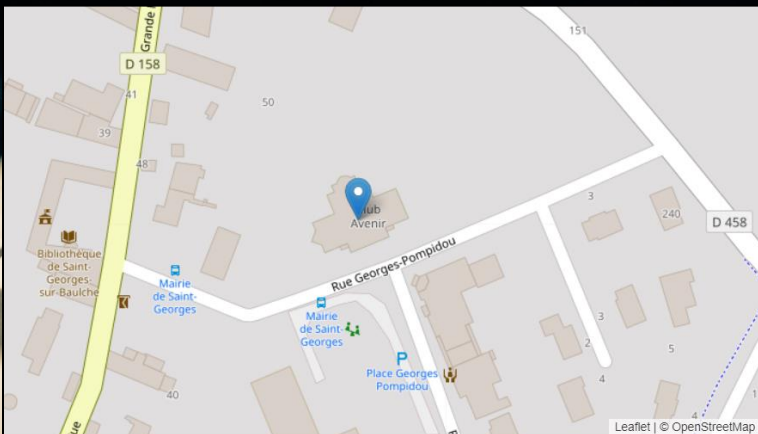 Grande
D 158
151
41
50
39
48
Avenir
3
240
D 458
Bibliothèque
de Saint-
Georges-
sur-Baulche
Rue Georges-Pompidou
Mairie
de Saint-
Georges
Mairie
de Saint-
Georges
3
2
5
Place Georges
Pompidou
4
40
4
Leaflet | © OpenStreetMap